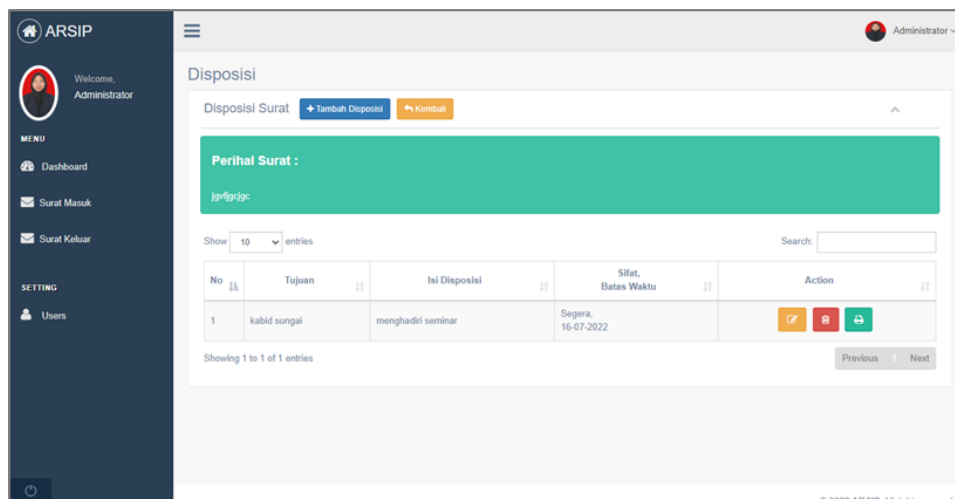 ARSIP
Administrator
Welcome,
Administrator
MENU
Dashboard
Surat Masuk
Surat Keluar
SETTING
Users
Disposisi
Disposisi Surat + Tambah Disposisi Kembali
Perihal Surat :
jgvfjgcjgc
Show 10 entries Search:
No Tujuan Isi Disposisi Sifat, Batas Waktu Action
1 kabid sungai menghadiri seminar Segera, 16-07-2022
Showing 1 to 1 of 1 entries
Previous 1 Next